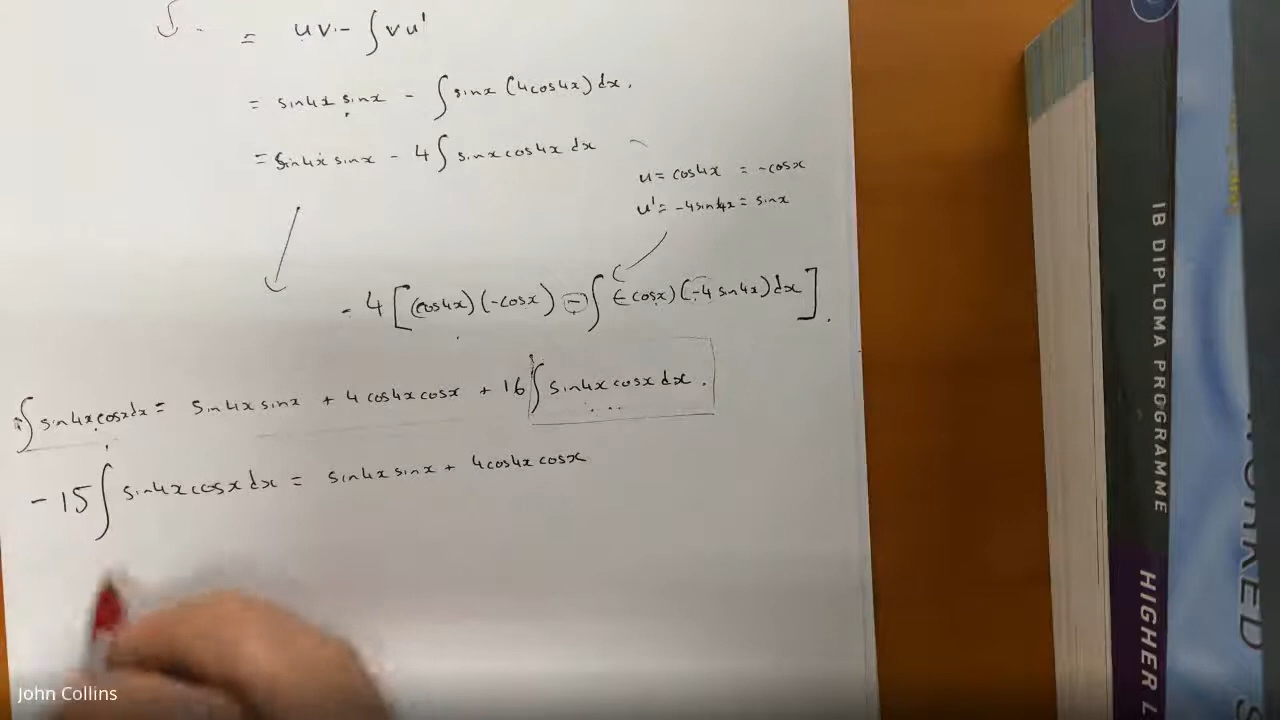 ∫ = uv - ∫vu'
= sin4x sinx - ∫sinx (4cos4x) dx.
= sin4x sinx - 4∫ sinx cos4x dx
u = cos4x = -cosx
u' = -4sin4x = sinx
- 4[(cos4x)(-cosx) - ∫(-cosx)(-4 sin4x) dx].
∫sin4x cosx dx = sin4x sinx + 4 cos4x cosx + 16∫ sin4x cosx dx.
- 15∫ sin4x cosx dx = sin4x sinx + 4cos4x cosx
IB DIPLOMA PROGRAMME
HIGHER L
WORKED
S
John Collins